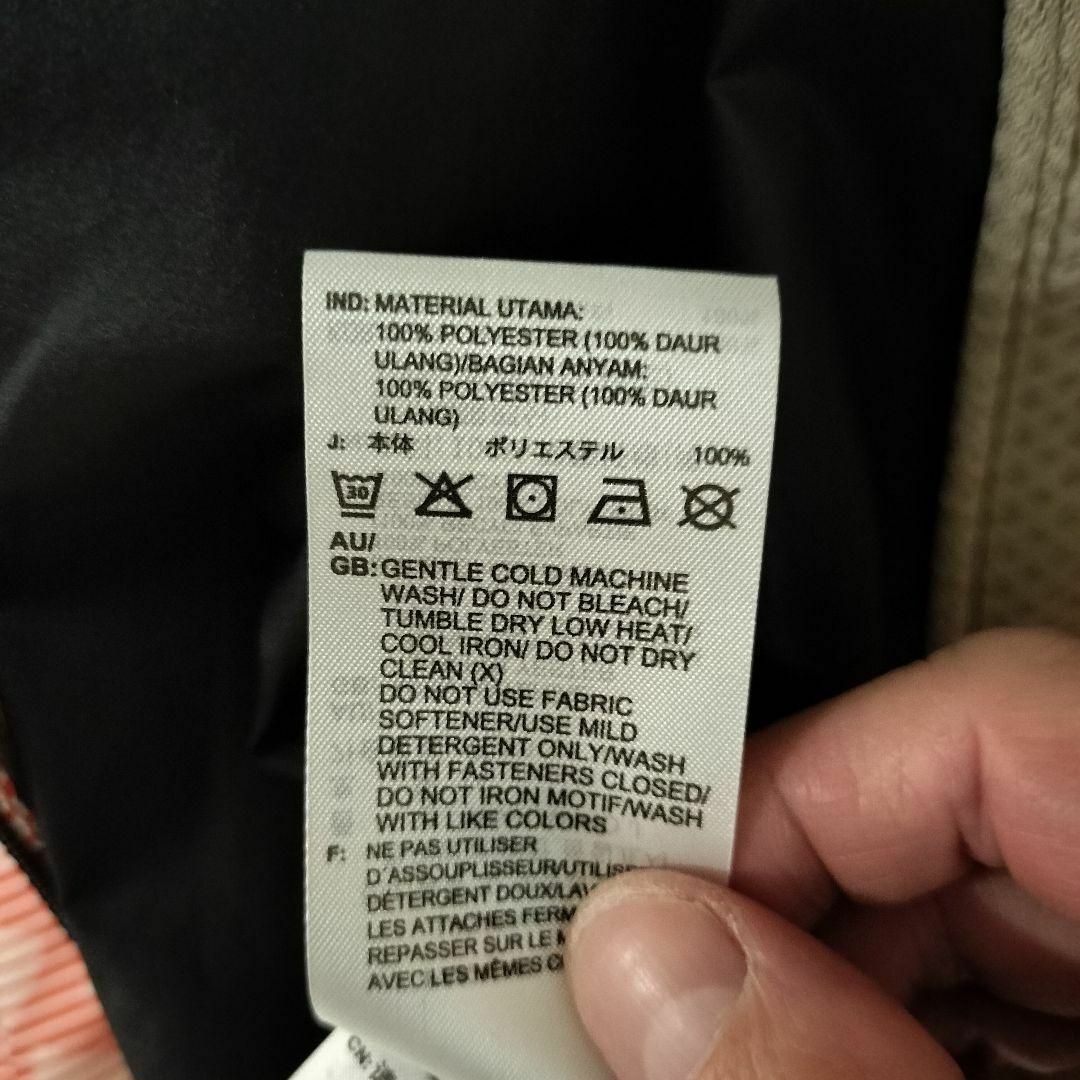 IND: MATERIAL UTAMA:
100% POLYESTER (100% DAUR
ULANG)/BAGIAN ANYAM:
100% POLYESTER (100% DAUR
ULANG)
J: 本体 ポリエステル 100%
30
AU/
GB: GENTLE COLD MACHINE
WASH/ DO NOT BLEACH/
TUMBLE DRY LOW HEAT/
COOL IRON/ DO NOT DRY
CLEAN (X)
DO NOT USE FABRIC
SOFTENER/USE MILD
DETERGENT ONLY/WASH
WITH FASTENERS CLOSED/
DO NOT IRON MOTIF/WASH
WITH LIKE COLORS
F: NE PAS UTILISER
D'ASSOUPLISSEUR/
DÉTERGENT DOUX/
LES ATTACHES
REPASSER SUR LE
AVEC LES MÊMES
CN: